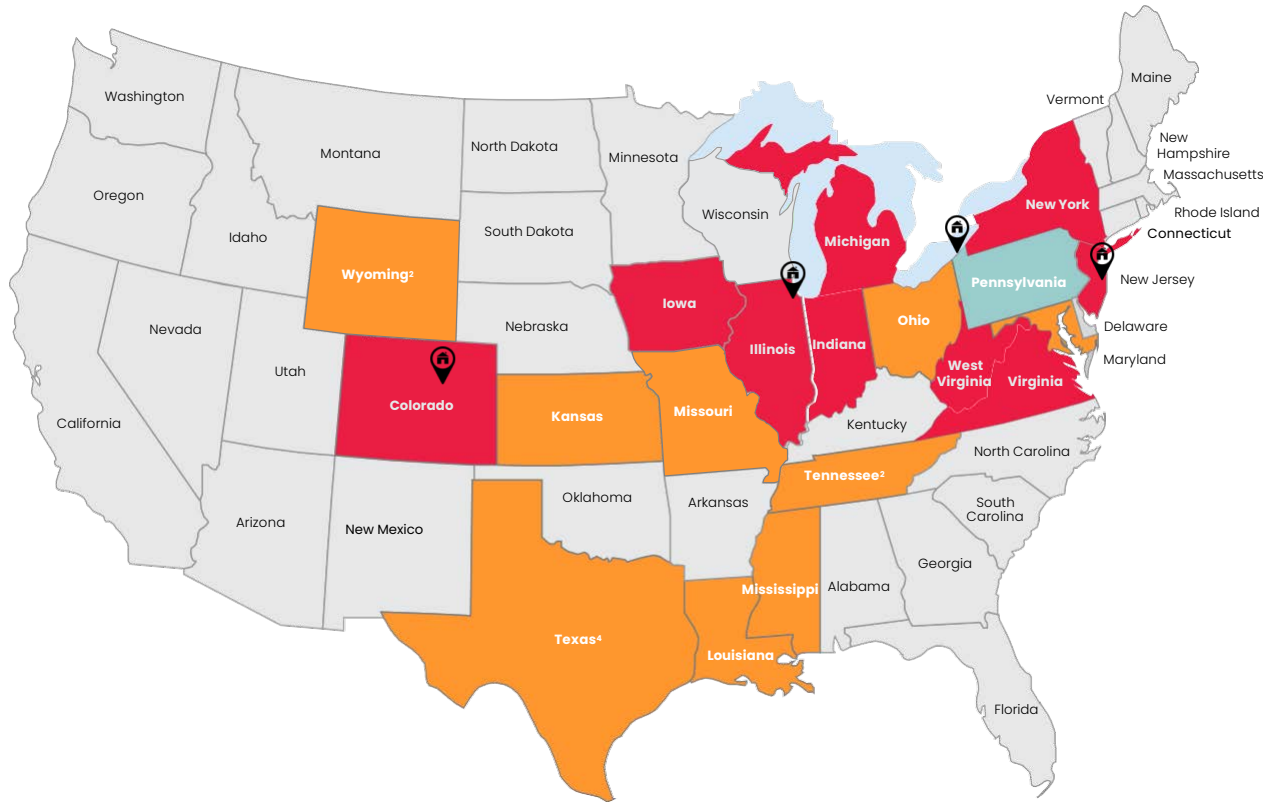 Maine
Washington
Vermont
New
Hampshire
North Dakota
Montana
Minnesota
Massachusetts
Oregon
New York
Rhode Island
Wisconsin
South Dakota
Connecticut
Idaho
Michigan
Wyoming²
New Jersey
Pennsylvania
Iowa
Ohio
Nebraska
Delaware
Nevada
Illinois
Indiana
Maryland
Utah
West
Virginia
Virginia
Colorado
Missouri
Kansas
California
Kentucky
North Carolina
Tennessee²
Oklahoma
Arkansas
South
Carolina
Arizona
New Mexico
Georgia
Mississippi
Alabama
Texas⁴
Louisiana
Florida